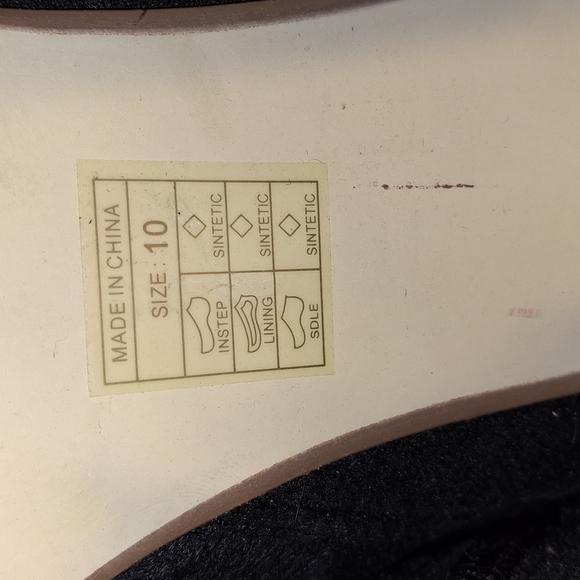 MADE IN CHINA
SIZE : 10
INSTEP SINTETIC
LINING SINTETIC
SDLE SINTETIC